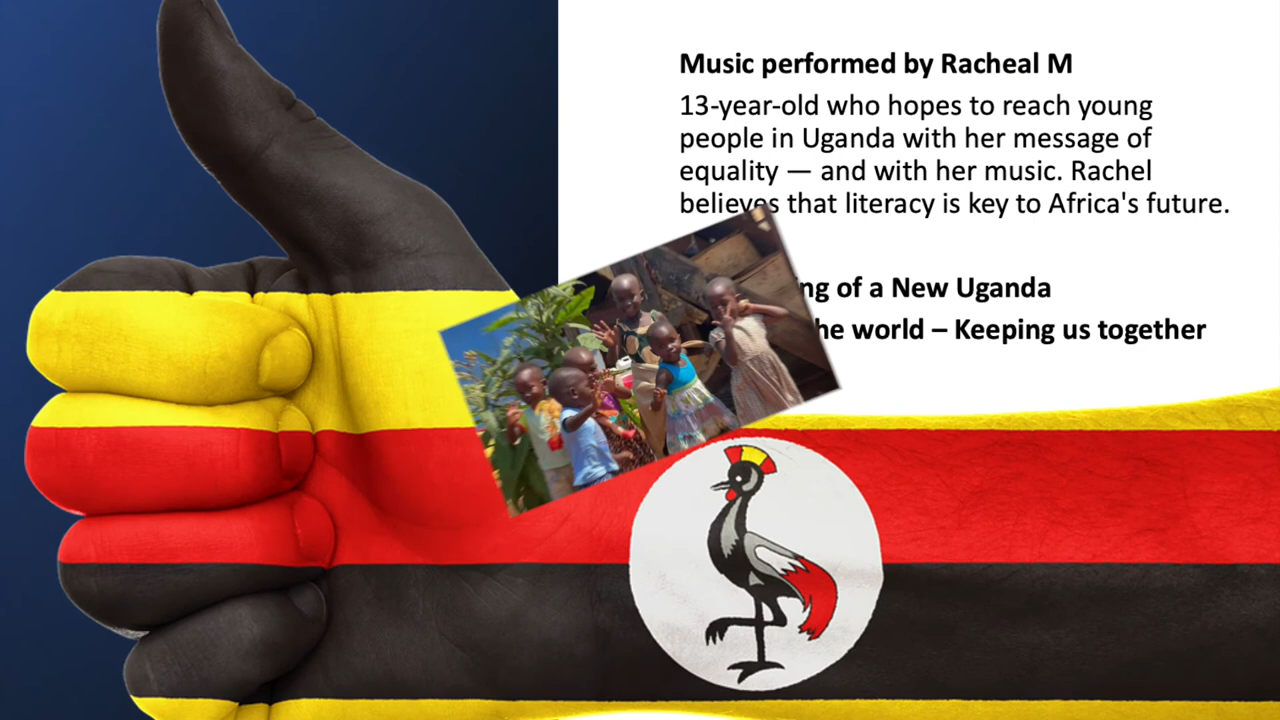 Music performed by Racheal M
13-year-old who hopes to reach young
people in Uganda with her message of
equality — and with her music. Rachel
believes that literacy is key to Africa's future.
of a New Uganda
world – Keeping us together